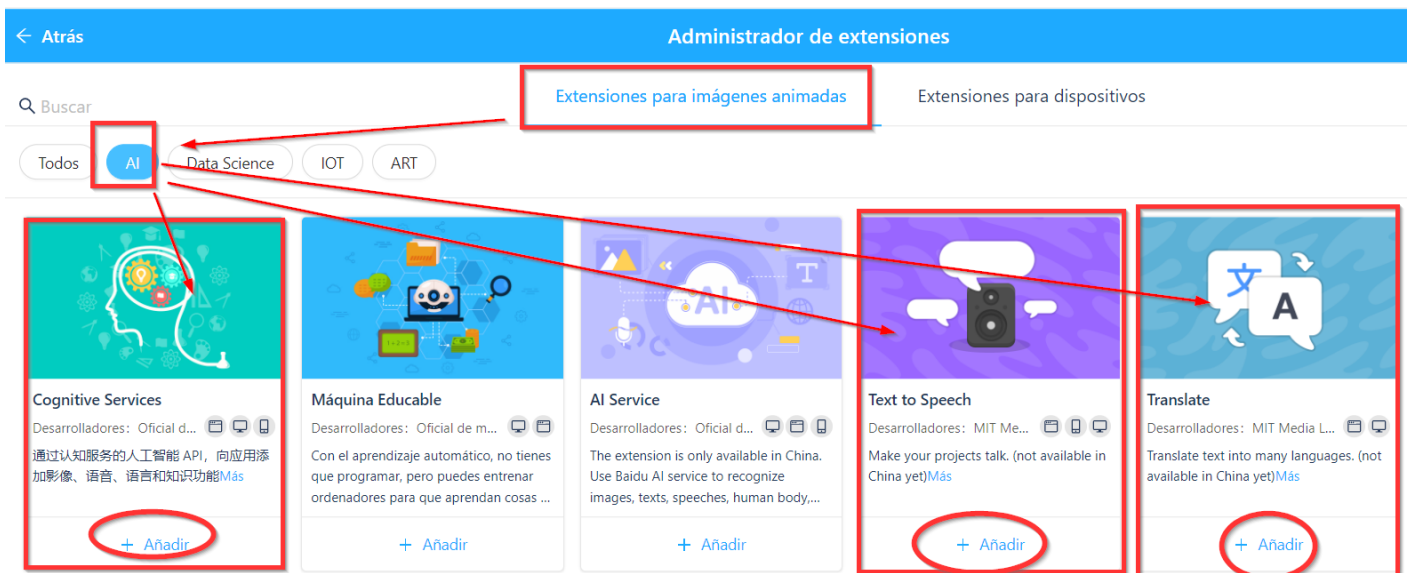 ← Atrás
Administrador de extensiones
Buscar
Extensiones para imágenes animadas
Extensiones para dispositivos
Todos
AI
Data Science
IOT
ART
1+2=3
AI
T
文
A
Cognitive Services
Desarrolladores: Oficial d...
通过认知服务的人工智能 API，向应用添
加影像、语音、语言和知识功能Más
+ Añadir
Máquina Educable
Desarrolladores: Oficial de m...
Con el aprendizaje automático, no tienes
que programar, pero puedes entrenar
ordenadores para que aprendan cosas ...
+ Añadir
AI Service
Desarrolladores: Oficial d...
The extension is only available in China.
Use Baidu AI service to recognize
images, texts, speeches, human body,...
+ Añadir
Text to Speech
Desarrolladores: MIT Me...
Make your projects talk. (not available in
China yet)Más
+ Añadir
Translate
Desarrolladores: MIT Media L...
Translate text into many languages. (not
available in China yet)Más
+ Añadir